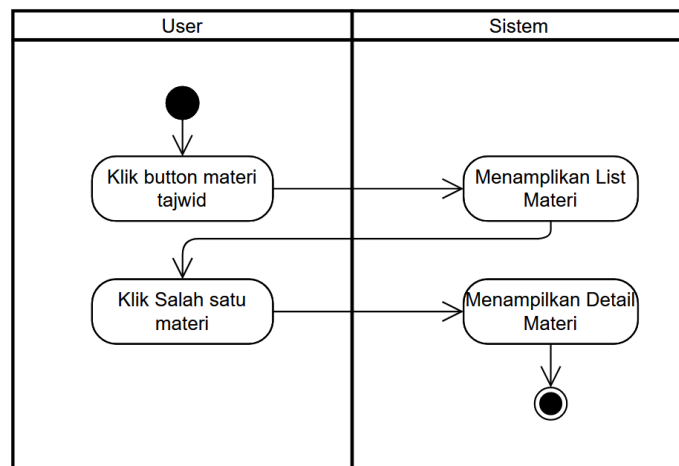 User
Sistem
Klik button materi
tajwid
Menamplikan List
Materi
Klik Salah satu
materi
Menampilkan Detail
Materi